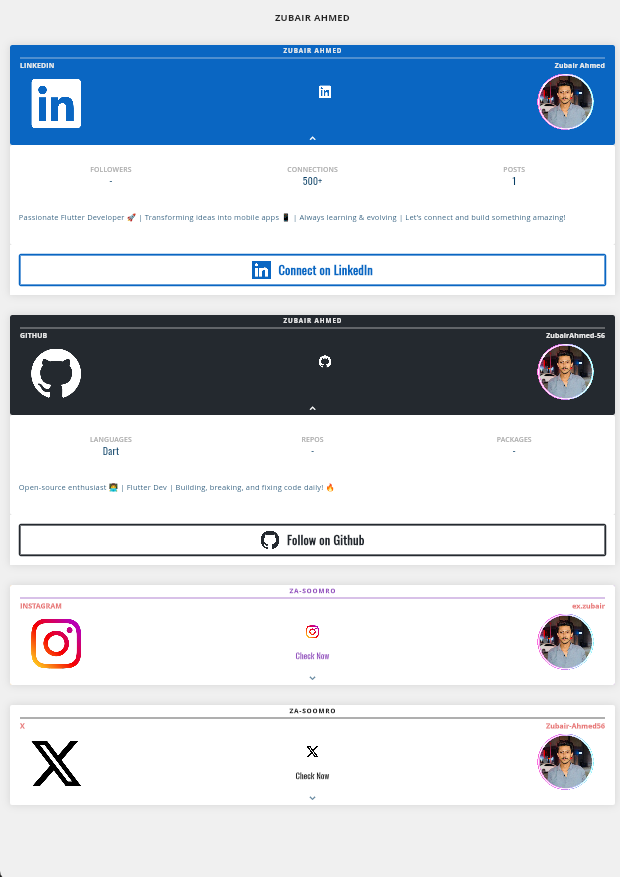 ZUBAIR AHMED
ZUBAIR AHMED
LINKEDIN
Zubair Ahmed
FOLLOWERS
-
CONNECTIONS
500+
POSTS
1
Passionate Flutter Developer 🚀 | Transforming ideas into mobile apps 📱 | Always learning & evolving | Let's connect and build something amazing!
Connect on LinkedIn
ZUBAIR AHMED
GITHUB
ZubairAhmed-56
LANGUAGES
Dart
REPOS
-
PACKAGES
-
Open-source enthusiast 👨‍💻 | Flutter Dev | Building, breaking, and fixing code daily! 🔥
Follow on Github
ZA-SOOMRO
INSTAGRAM
ex.zubair
Check Now
ZA-SOOMRO
X
Zubair-Ahmed56
Check Now